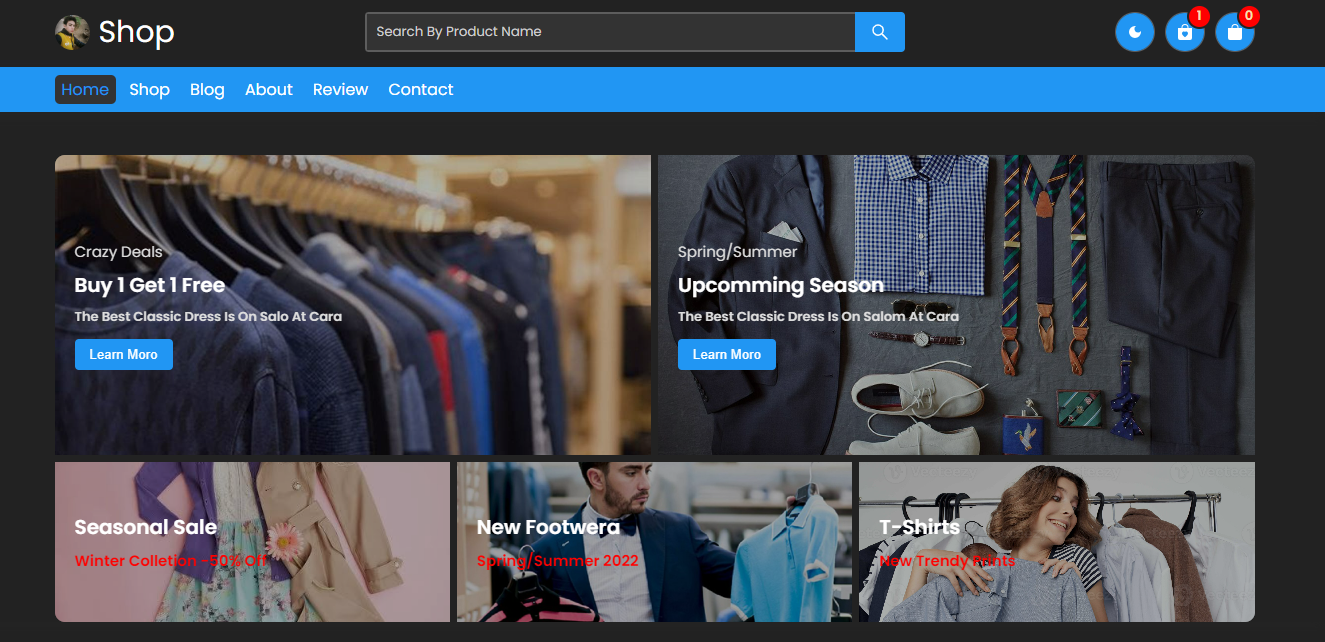 Shop
Search By Product Name
1
0
Home Shop Blog About Review Contact
Crazy Deals
Buy 1 Get 1 Free
The Best Classic Dress Is On Salo At Cara
Learn Moro
Spring/Summer
Upcomming Season
The Best Classic Dress Is On Salom At Cara
Learn Moro
Seasonal Sale
Winter Colletion -50% Off
New Footwera
Spring/Summer 2022
T-Shirts
New Trendy Prints